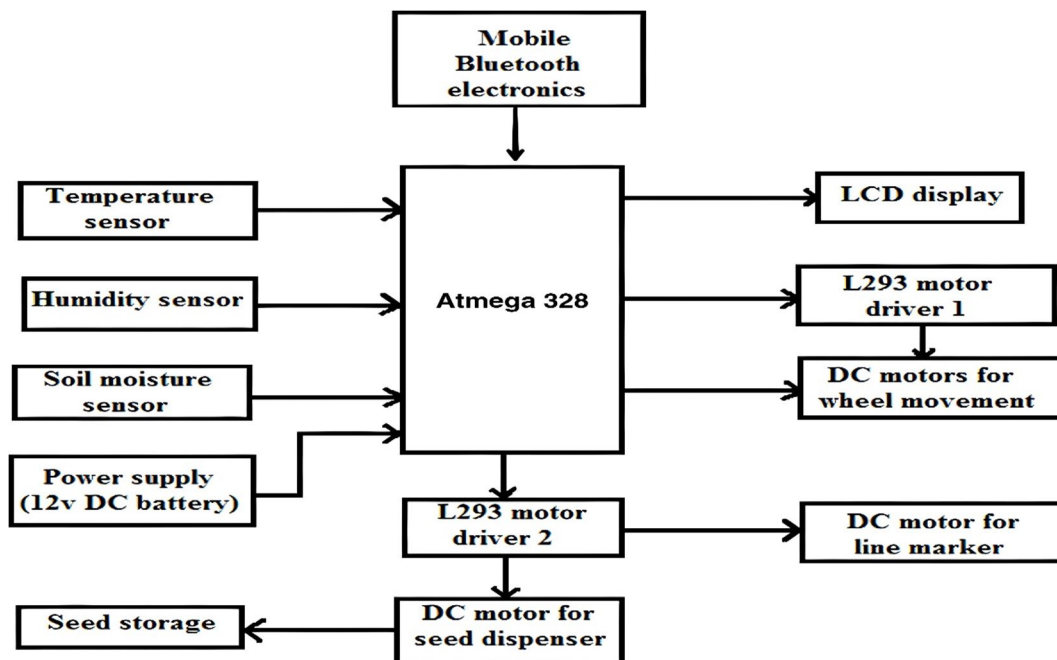 Mobile
Bluetooth
electronics
Temperature
sensor
LCD display
Humidity sensor
Atmega 328
L293 motor
driver 1
Soil moisture
sensor
DC motors for
wheel movement
Power supply
(12v DC battery)
L293 motor
driver 2
DC motor for
line marker
Seed storage
DC motor for
seed dispenser